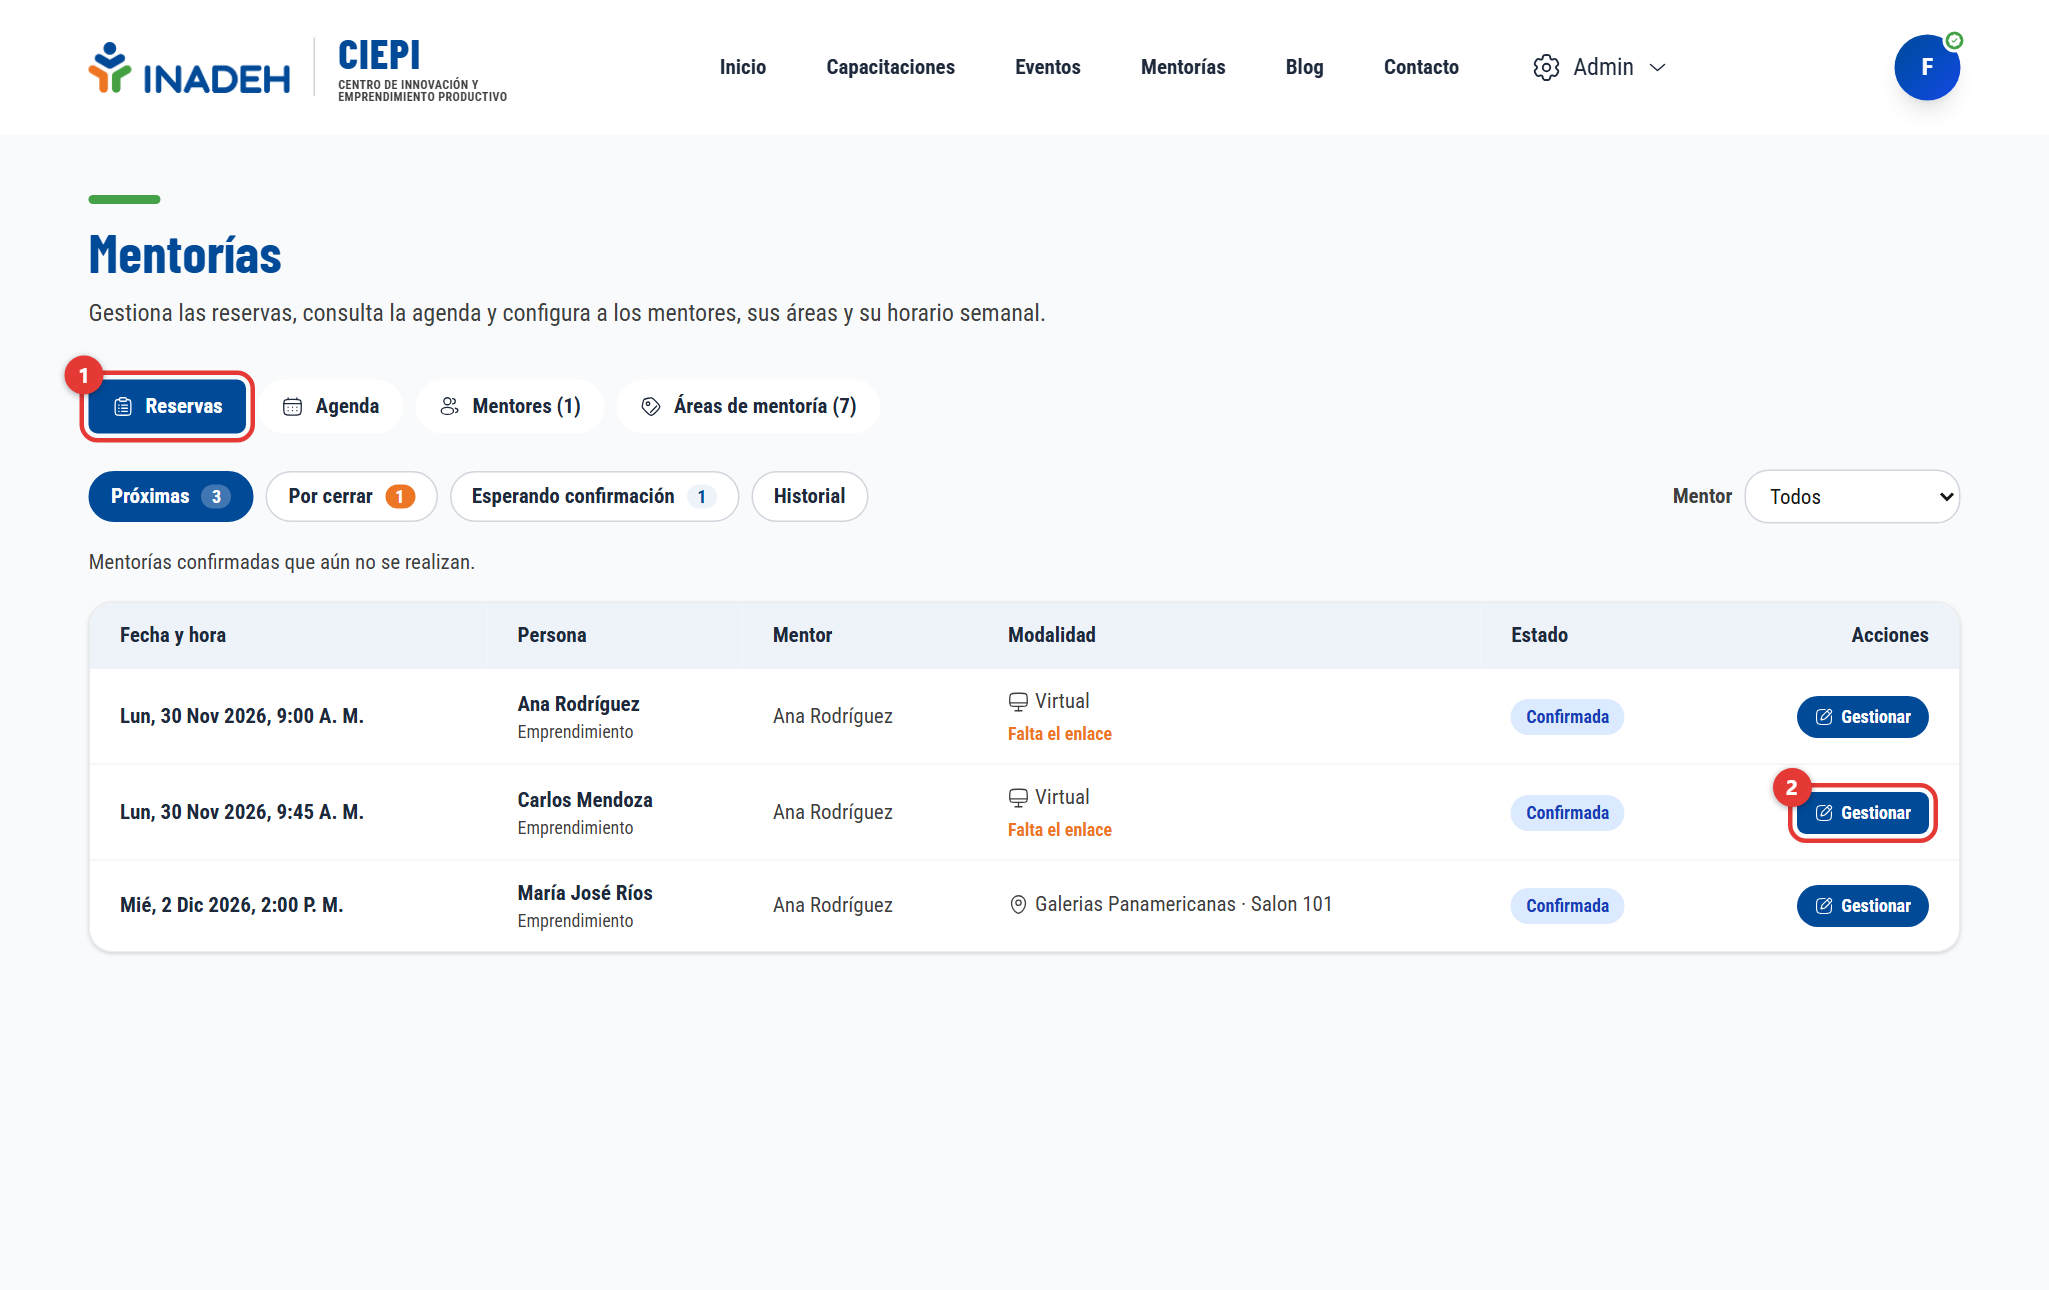 INADEH
CIEPI
CENTRO DE INNOVACIÓN Y
EMPRENDIMIENTO PRODUCTIVO
Inicio
Capacitaciones
Eventos
Mentorías
Blog
Contacto
Admin
F
Mentorías
Gestiona las reservas, consulta la agenda y configura a los mentores, sus áreas y su horario semanal.
1
Reservas
Agenda
Mentores (1)
Áreas de mentoría (7)
Próximas 3
Por cerrar 1
Esperando confirmación 1
Historial
Mentor
Todos
Mentorías confirmadas que aún no se realizan.
Fecha y hora
Persona
Mentor
Modalidad
Estado
Acciones
Lun, 30 Nov 2026, 9:00 A. M.
Ana Rodríguez
Emprendimiento
Ana Rodríguez
Virtual
Falta el enlace
Confirmada
Gestionar
Lun, 30 Nov 2026, 9:45 A. M.
Carlos Mendoza
Emprendimiento
Ana Rodríguez
Virtual
Falta el enlace
Confirmada
2
Gestionar
Mié, 2 Dic 2026, 2:00 P. M.
María José Ríos
Emprendimiento
Ana Rodríguez
Galerias Panamericanas · Salon 101
Confirmada
Gestionar